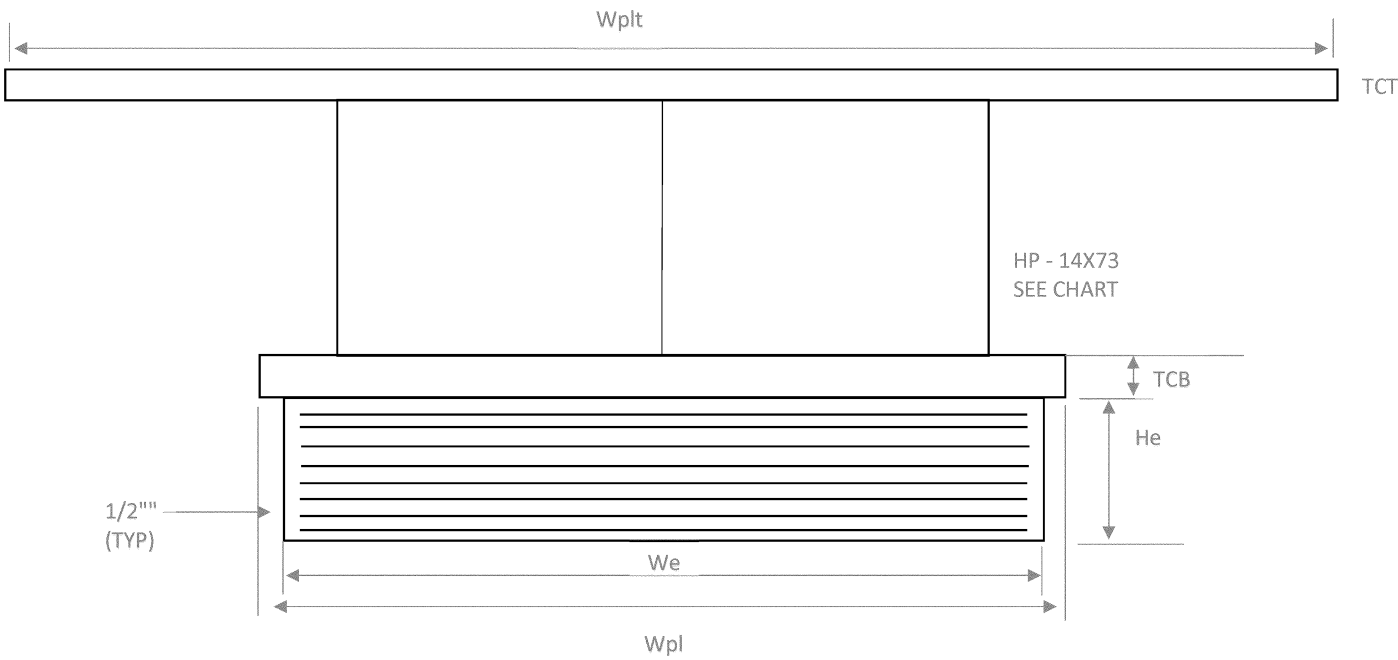 Wplt
TCT
HP - 14X73
SEE CHART
TCB
He
1/2""
(TYP)
We
Wpl